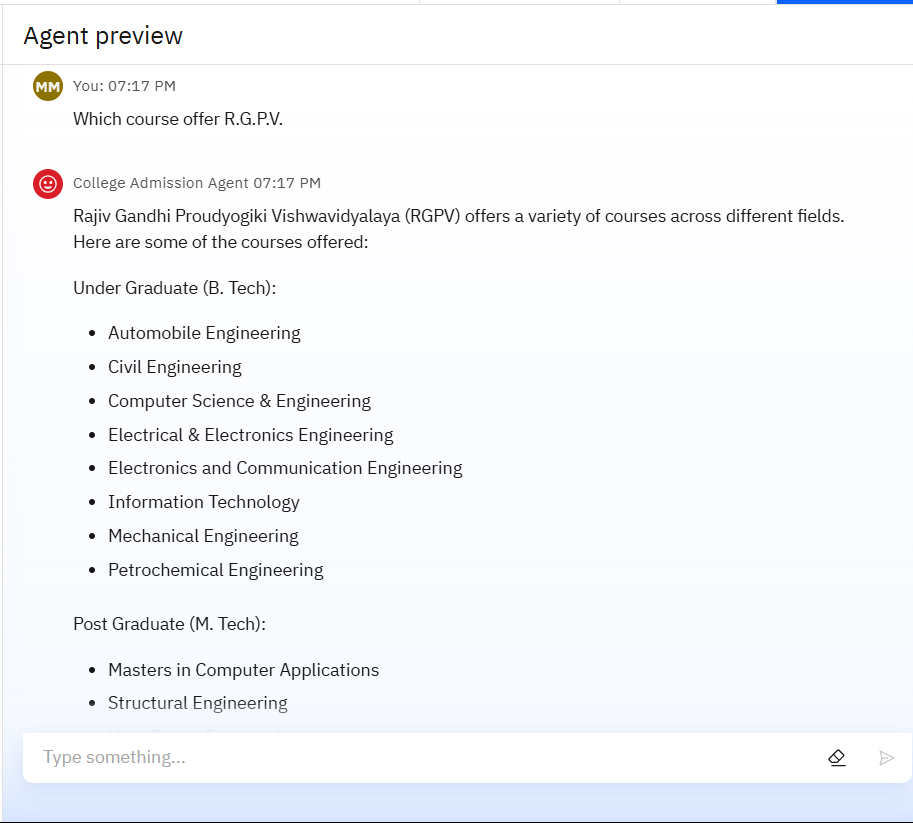 Agent preview
MM You: 07:17 PM
Which course offer R.G.P.V.
College Admission Agent 07:17 PM
Rajiv Gandhi Proudyogiki Vishwavidyalaya (RGPV) offers a variety of courses across different fields.
Here are some of the courses offered:
Under Graduate (B. Tech):
• Automobile Engineering
• Civil Engineering
• Computer Science & Engineering
• Electrical & Electronics Engineering
• Electronics and Communication Engineering
• Information Technology
• Mechanical Engineering
• Petrochemical Engineering
Post Graduate (M. Tech):
• Masters in Computer Applications
• Structural Engineering
Type something...